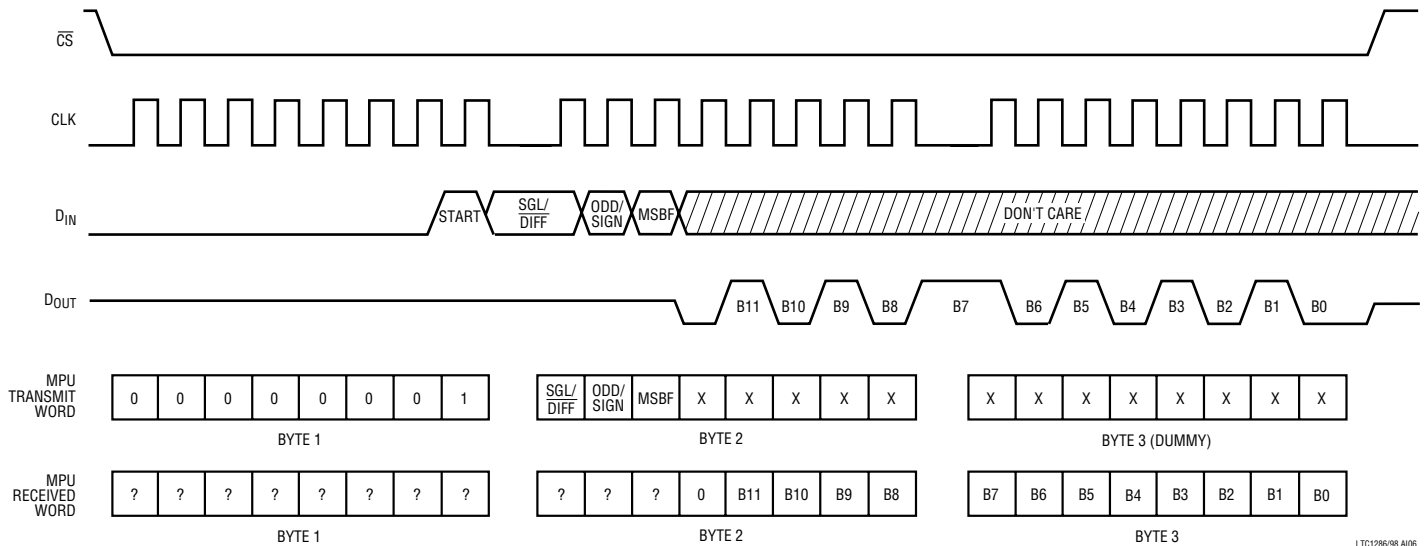 CS
CLK
DIN
START SGL/ DIFF ODD/ SIGN MSBF DON'T CARE
DOUT
B11 B10 B9 B8 B7 B6 B5 B4 B3 B2 B1 B0
MPU
TRANSMIT
WORD
0 0 0 0 0 0 0 1
SGL/ DIFF ODD/ SIGN MSBF X X X X X
X X X X X X X X
BYTE 1
BYTE 2
BYTE 3 (DUMMY)
MPU
RECEIVED
WORD
? ? ? ? ? ? ? ?
? ? ? 0 B11 B10 B9 B8
B7 B6 B5 B4 B3 B2 B1 B0
BYTE 1
BYTE 2
BYTE 3
LTC1286/98 AI06